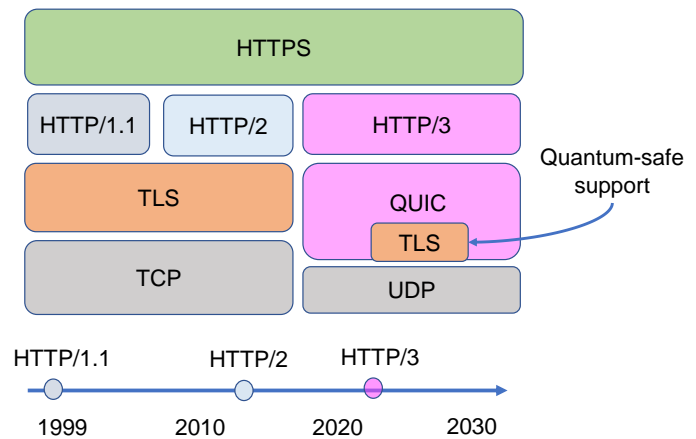 HTTPS
HTTP/1.1
HTTP/2
HTTP/3
Quantum-safe
support
TLS
QUIC
TLS
TCP
UDP
HTTP/1.1
HTTP/2
HTTP/3
1999
2010
2020
2030